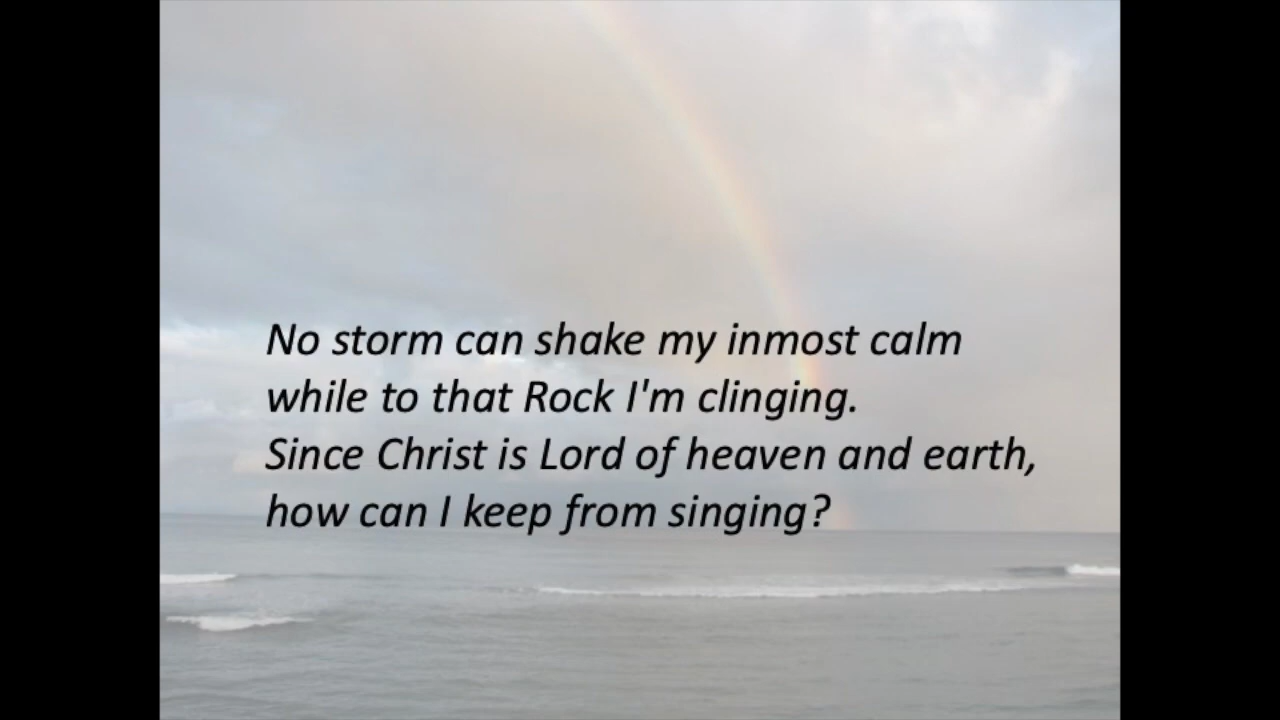 No storm can shake my inmost calm
while to that Rock I'm clinging.
Since Christ is Lord of heaven and earth,
how can I keep from singing?